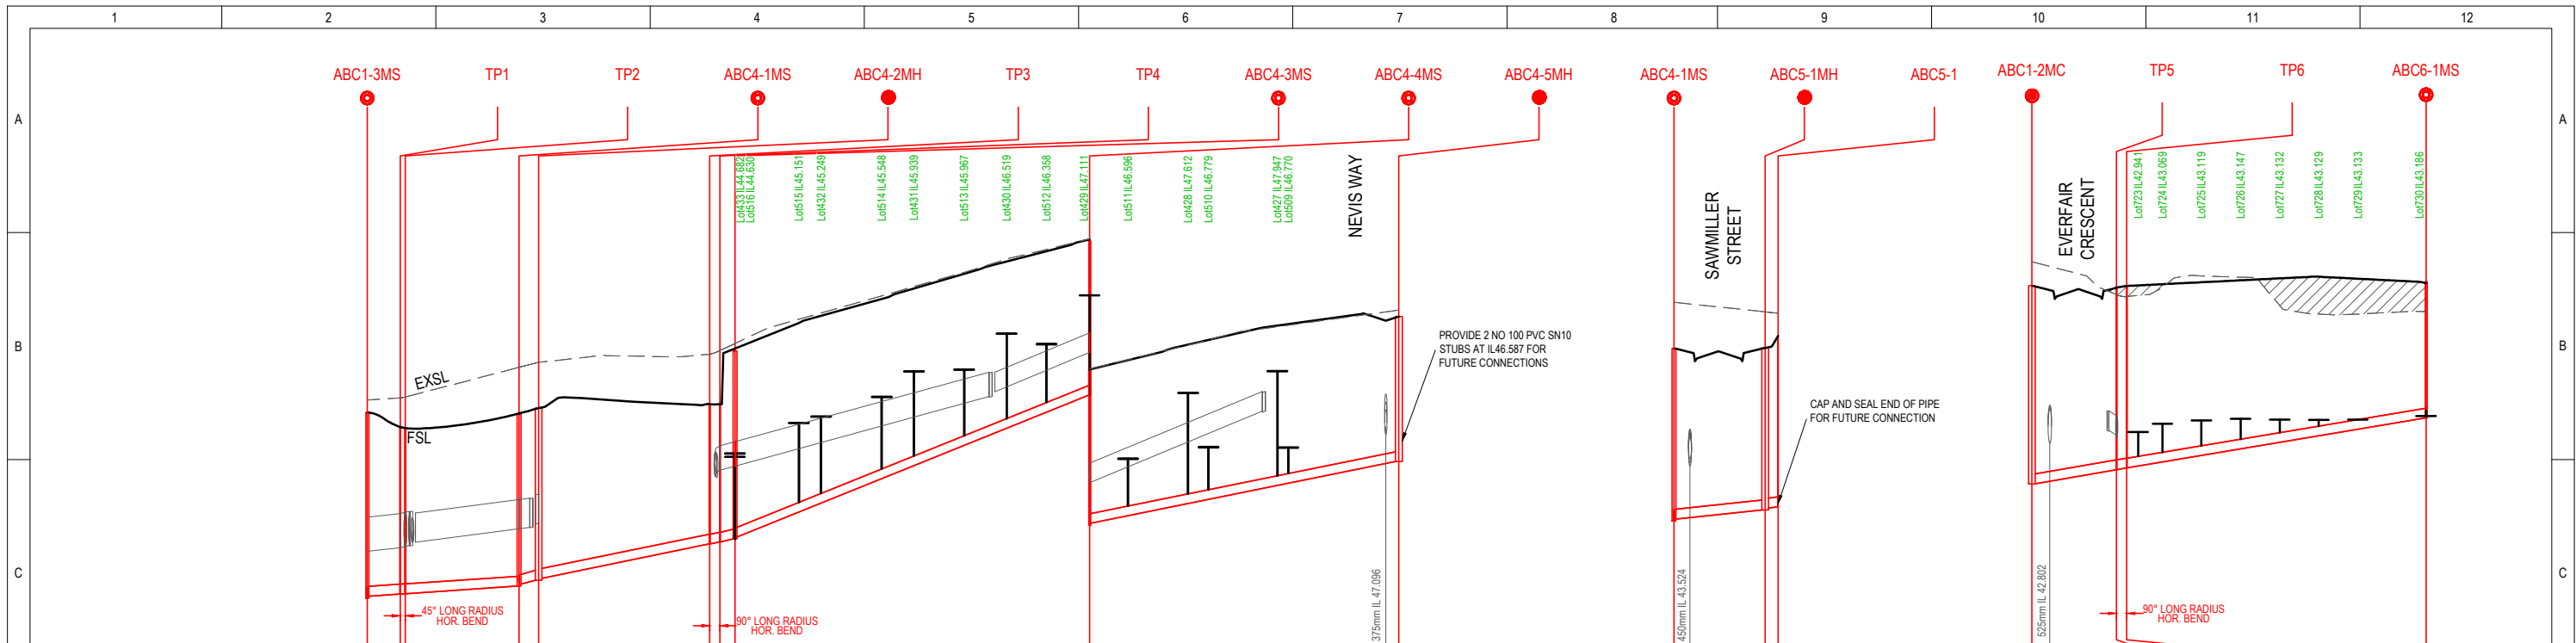 1 2 3 4 5 6 7 8 9 10 11 12
ABC1-3MS TP1 TP2 ABC4-1MS ABC4-2MH TP3 TP4 ABC4-3MS ABC4-4MS ABC4-5MH ABC4-1MS ABC5-1MH ABC5-1 ABC1-2MC TP5 TP6 ABC6-1MS
A A
Lot433 IL44.682
Lot516 IL44.630
Lot515 IL45.151
Lot432 IL45.249
Lot514 IL45.548
Lot431 IL45.939
Lot513 IL45.967
Lot430 IL46.519
Lot512 IL46.358
Lot429 IL47.111
Lot511 IL46.596
Lot428 IL47.612
Lot510 IL46.779
Lot427 IL47.947
Lot509 IL46.770
NEVIS WAY
SAWMILLER
STREET
EVERFAIR
CRESCENT
Lot723 IL42.941
Lot724 IL43.069
Lot725 IL43.119
Lot726 IL43.147
Lot727 IL43.132
Lot728 IL43.129
Lot729 IL43.133
Lot730 IL43.186
B B
EXSL
FSL
PROVIDE 2 NO 100 PVC SN10
STUBS AT IL46.587 FOR
FUTURE CONNECTIONS
CAP AND SEAL END OF PIPE
FOR FUTURE CONNECTION
C C
375mm IL 47.096
450mm IL 43.524
525mm IL 42.802
45° LONG RADIUS
HOR. BEND
90° LONG RADIUS
HOR. BEND
90° LONG RADIUS
HOR. BEND